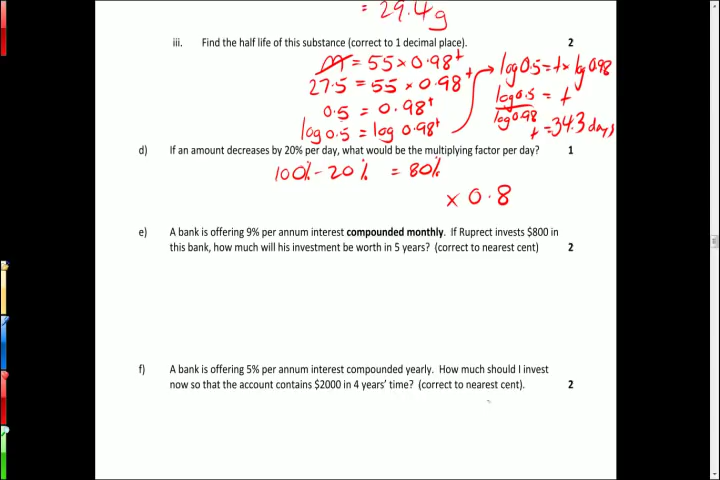 = 29.4g
iii. Find the half life of this substance (correct to 1 decimal place). 2
M = 55 × 0.98^t
27.5 = 55 × 0.98^t
0.5 = 0.98^t
log 0.5 = log 0.98^t
log 0.5 = t × log 0.98
log 0.5 / log 0.98 = t
t = 34.3 days
d) If an amount decreases by 20% per day, what would be the multiplying factor per day? 1
100% - 20% = 80%
× 0.8
e) A bank is offering 9% per annum interest compounded monthly. If Ruprect invests $800 in
this bank, how much will his investment be worth in 5 years? (correct to nearest cent) 2
f) A bank is offering 5% per annum interest compounded yearly. How much should I invest
now so that the account contains $2000 in 4 years' time? (correct to nearest cent). 2